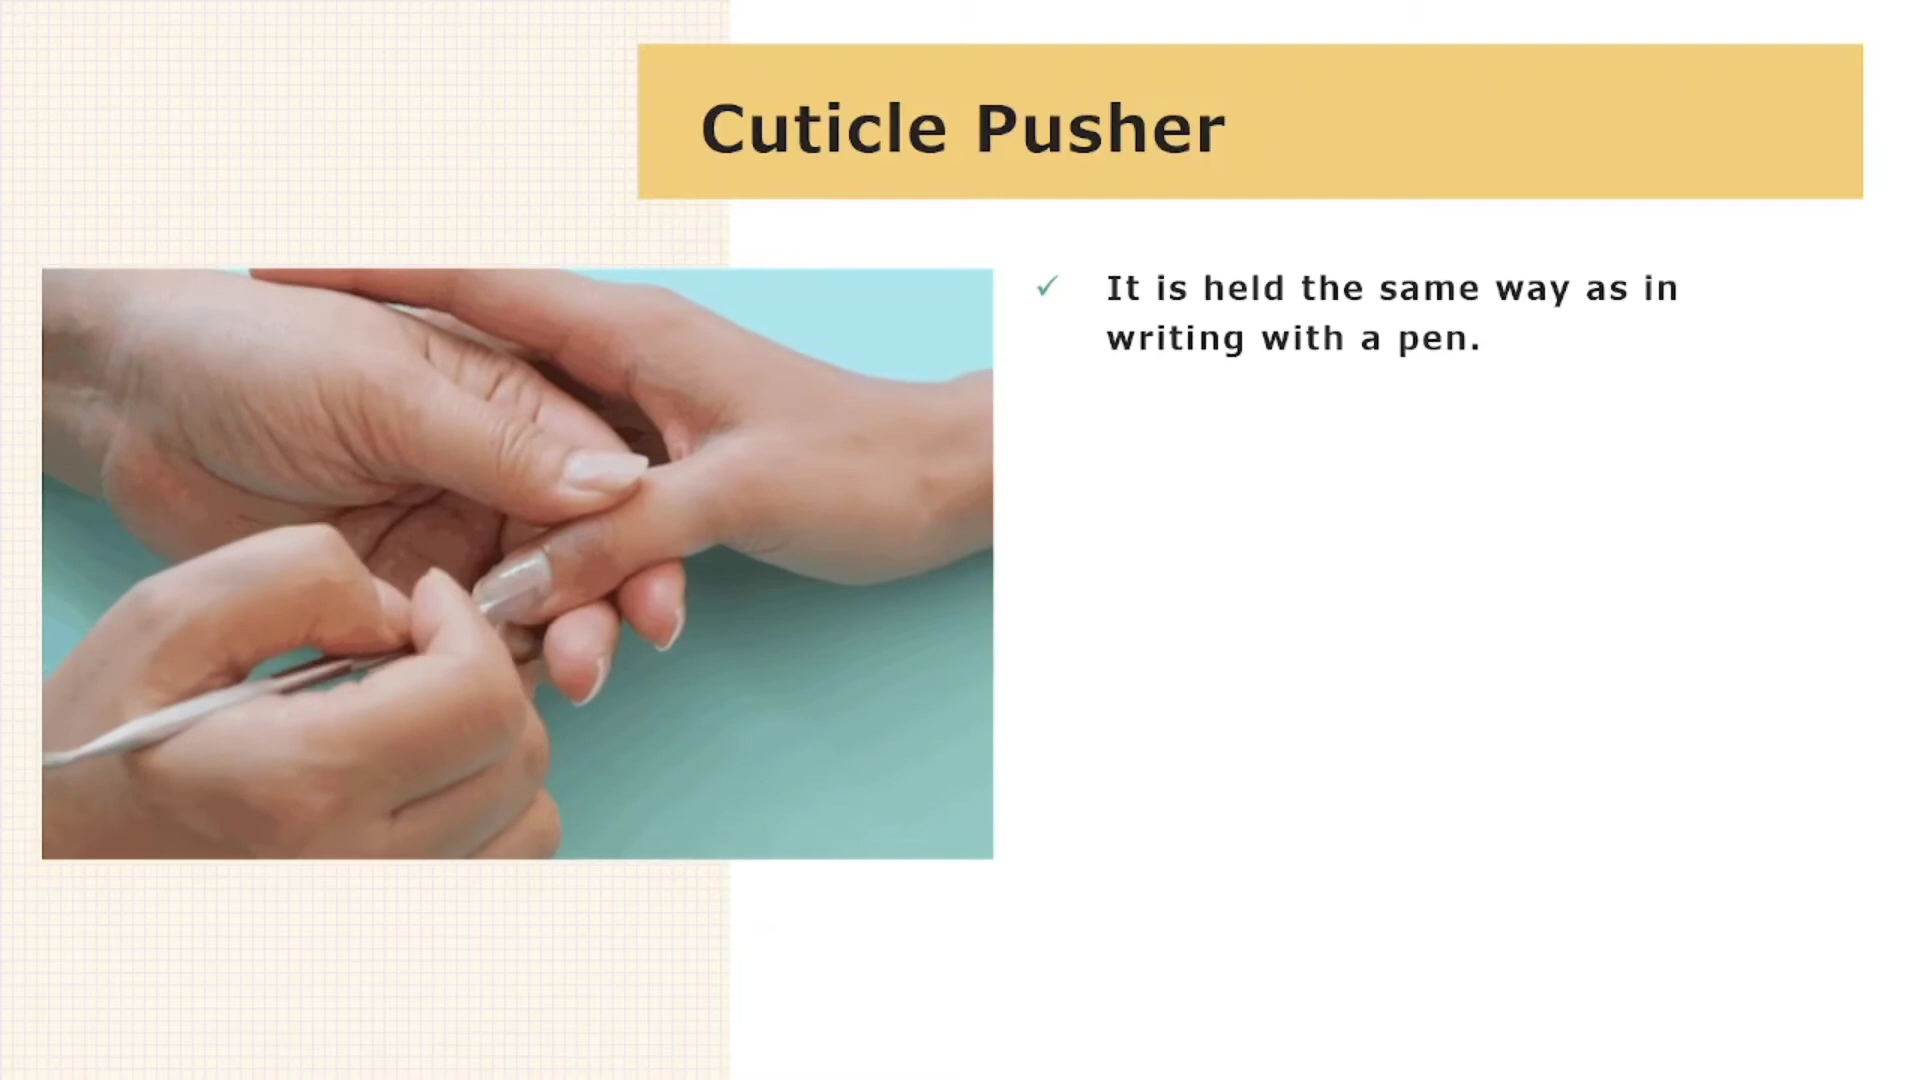 Cuticle Pusher
✓ It is held the same way as in
writing with a pen.